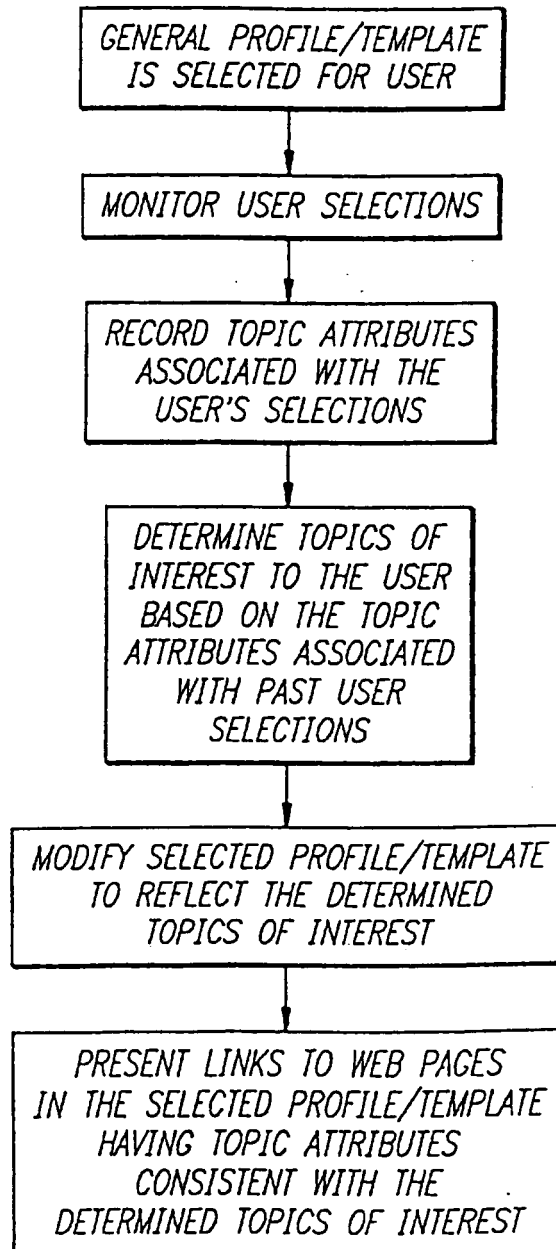 GENERAL PROFILE/TEMPLATE
IS SELECTED FOR USER
MONITOR USER SELECTIONS
RECORD TOPIC ATTRIBUTES
ASSOCIATED WITH THE
USER'S SELECTIONS
DETERMINE TOPICS OF
INTEREST TO THE USER
BASED ON THE TOPIC
ATTRIBUTES ASSOCIATED
WITH PAST USER
SELECTIONS
MODIFY SELECTED PROFILE/TEMPLATE
TO REFLECT THE DETERMINED
TOPICS OF INTEREST
PRESENT LINKS TO WEB PAGES
IN THE SELECTED PROFILE/TEMPLATE
HAVING TOPIC ATTRIBUTES
CONSISTENT WITH THE
DETERMINED TOPICS OF INTEREST